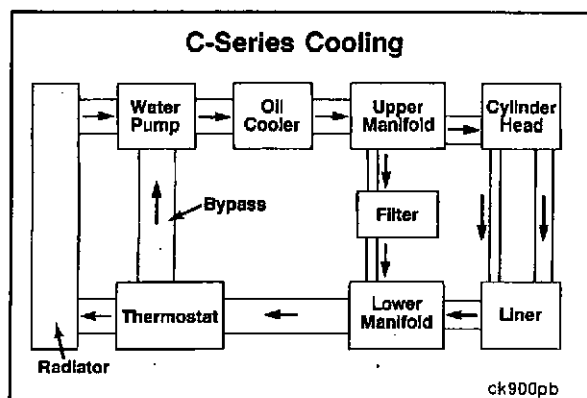 C-Series Cooling
Water
Pump
Oil
Cooler
Upper
Manifold
Cylinder
Head
Bypass
Filter
Thermostat
Lower
Manifold
Liner
Radiator
ck900pb